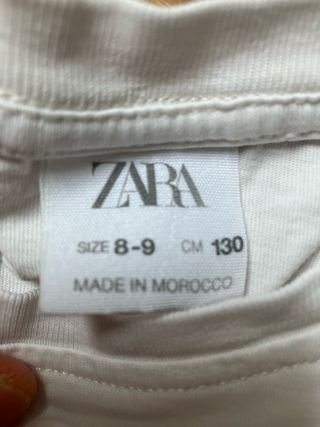 ZARA
SIZE 8-9 CM 130
MADE IN MOROCCO